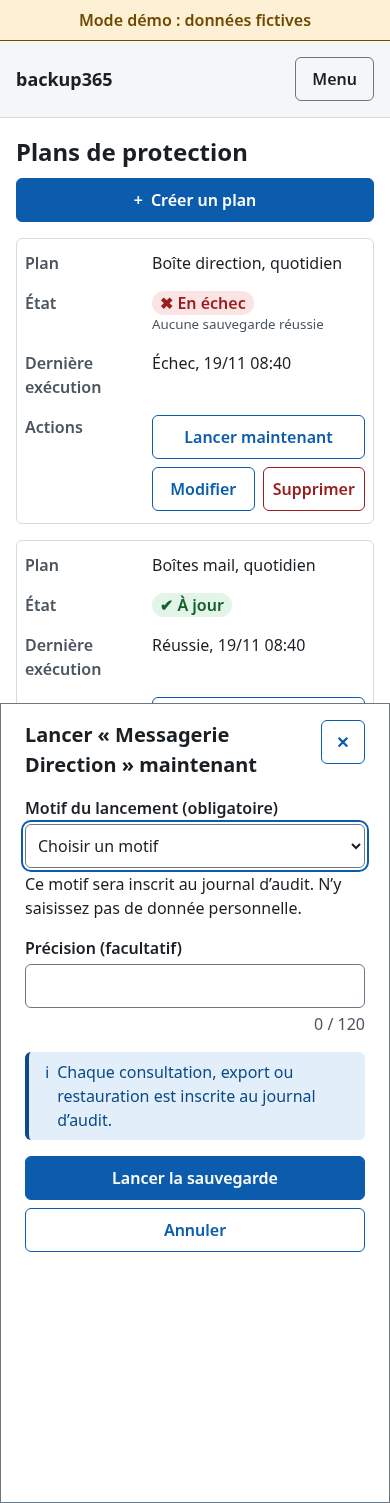 Mode démo : données fictives
backup365
Menu
Plans de protection
+ Créer un plan
Plan
Boîte direction, quotidien
État
✖ En échec
Aucune sauvegarde réussie
Dernière
exécution
Échec, 19/11 08:40
Actions
Lancer maintenant
Modifier
Supprimer
Plan
Boîtes mail, quotidien
État
✔ À jour
Dernière
exécution
Réussie, 19/11 08:40
Lancer « Messagerie
Direction » maintenant
×
Motif du lancement (obligatoire)
Choisir un motif
Ce motif sera inscrit au journal d’audit. N’y
saisissez pas de donnée personnelle.
Précision (facultatif)
0 / 120
i Chaque consultation, export ou
restauration est inscrite au journal
d’audit.
Lancer la sauvegarde
Annuler